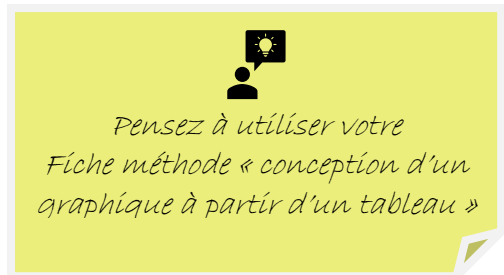 Pensez à utiliser votre
Fiche méthode « conception d'un
graphique à partir d'un tableau »